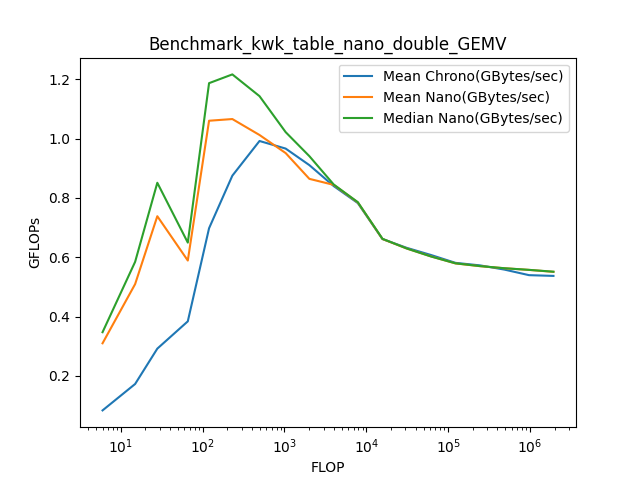 Benchmark_kwk_table_nano_double_GEMV
Mean Chrono(GBytes/sec)
Mean Nano(GBytes/sec)
Median Nano(GBytes/sec)
GFLOPs
1.2
1.0
0.8
0.6
0.4
0.2
10¹ 10² 10³ 10⁴ 10⁵ 10⁶
FLOP